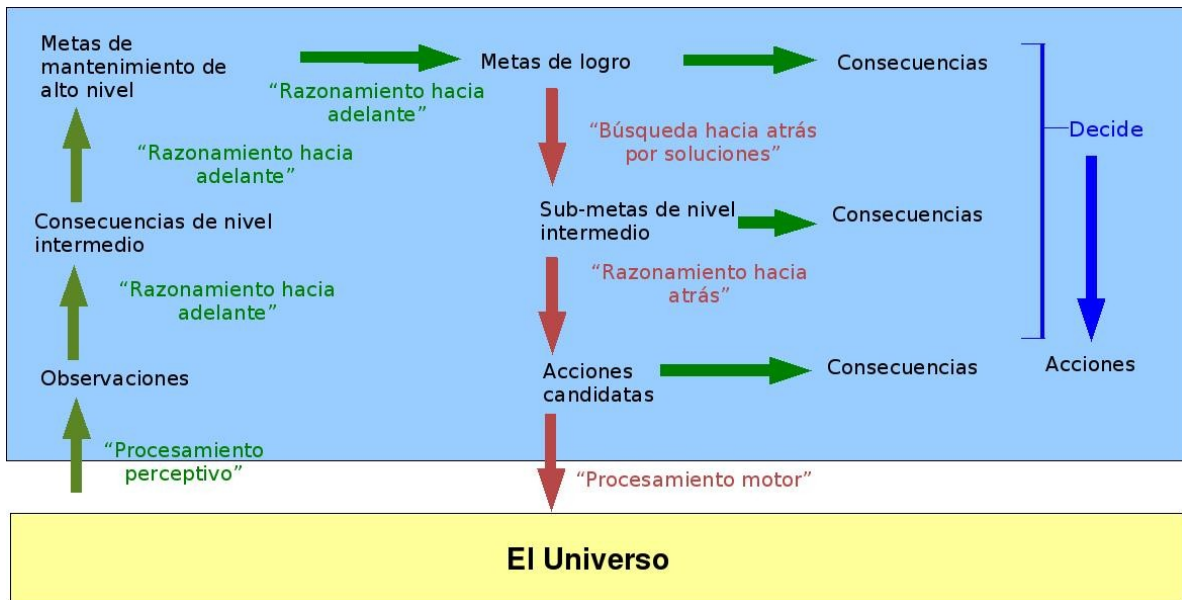 Metas de
mantenimiento de
alto nivel
“Razonamiento hacia
adelante”
Metas de logro
Consecuencias
“Razonamiento hacia
adelante”
“Búsqueda hacia atrás
por soluciones”
Decide
Consecuencias de nivel
intermedio
Sub-metas de nivel
intermedio
Consecuencias
“Razonamiento hacia
adelante”
“Razonamiento hacia
atrás”
Observaciones
Acciones
candidatas
Consecuencias
Acciones
“Procesamiento
perceptivo”
“Procesamiento motor”
El Universo